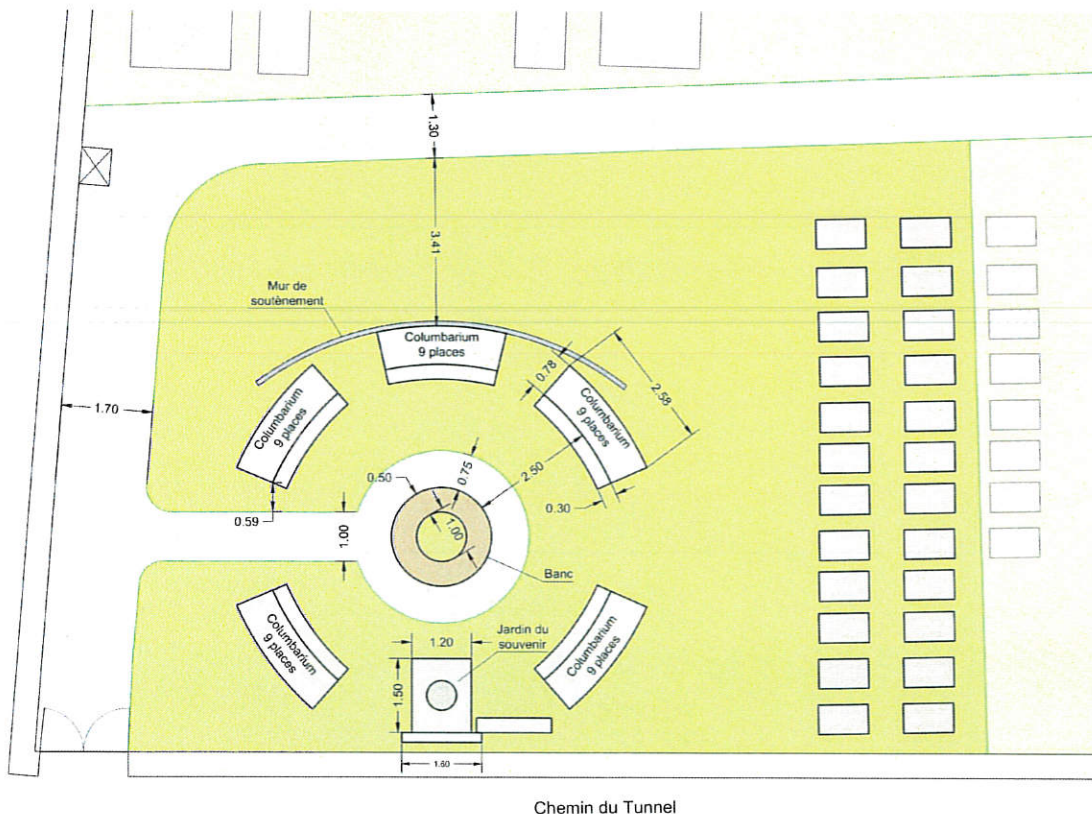 1.30
3.41
Mur de
soutènement
Columbarium
9 places
0.78
2.58
1.70
Columbarium
9 places
Columbarium
9 places
0.75
2.50
0.50
0.30
0.59
1.00
1.00
Banc
Columbarium
9 places
Jardin du
souvenir
1.20
Columbarium
9 places
1.50
1.60
Chemin du Tunnel